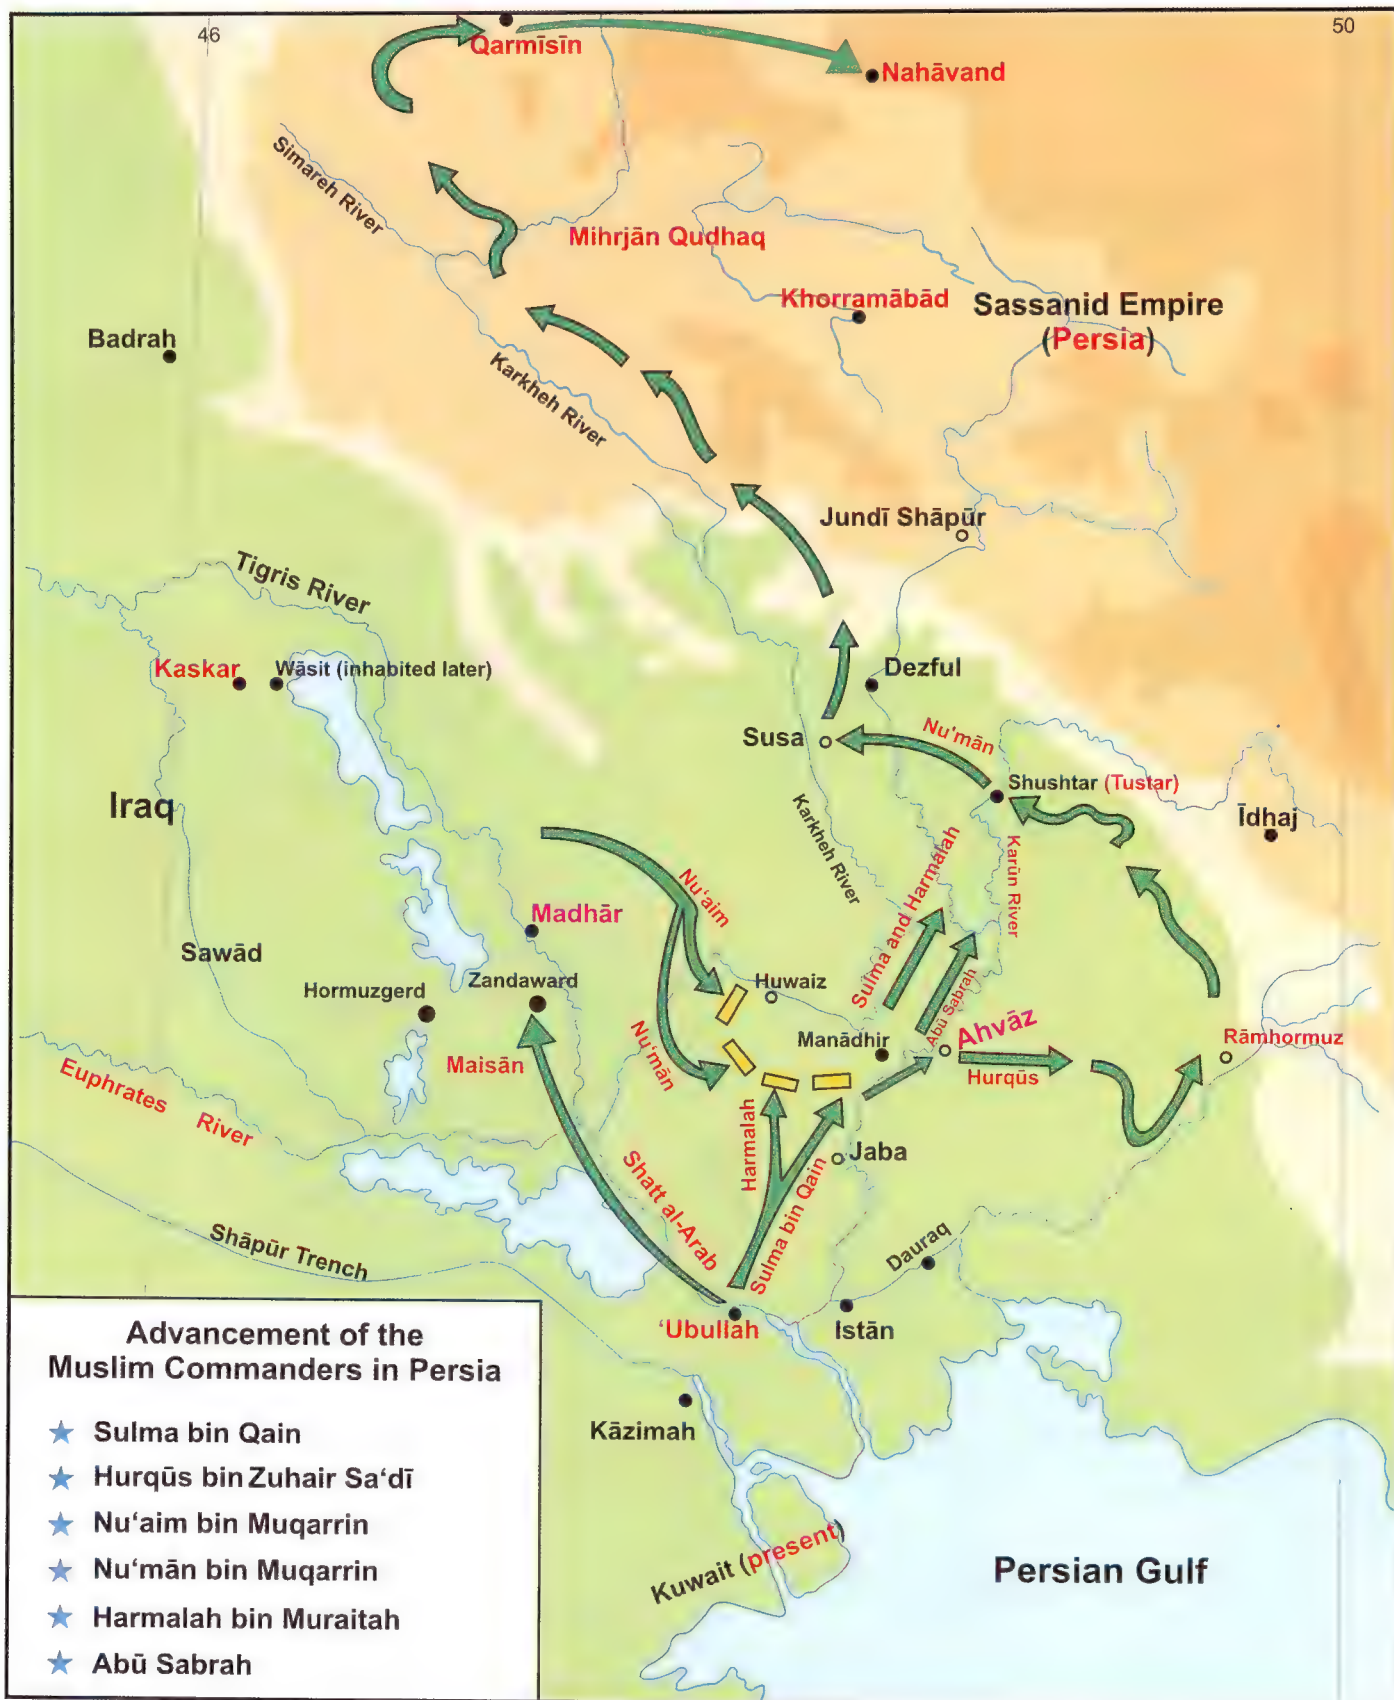 46
50
Qarmīsīn
Nahāvand
Simareh River
Mihrjān Qudhaq
Khorramābād
Sassanid Empire
(Persia)
Badrah
Karkheh River
Jundī Shāpūr
Tigris River
Kaskar
Wāsit (inhabited later)
Dezful
Susa
Nu'mān
Shushtar (Tustar)
Iraq
Īdhaj
Karkheh River
Sulma and Harmalah
Karūn River
Nu‘aim
Madhār
Sawād
Hormuzgerd
Zandaward
Huwaiz
Abū Sabrah
Ahvāz
Manādhir
Rāmhormuz
Nu'mān
Maisān
Hurqūs
Euphrates River
Harmalah
Jaba
Sulma bin Qain
Shatt al-Arab
Shāpūr Trench
Dauraq
‘Ubullah
Istān
Kāzimah
Kuwait (present)
Persian Gulf
Advancement of the
Muslim Commanders in Persia
Sulma bin Qain
Hurqūs bin Zuhair Sa‘dī
Nu‘aim bin Muqarrin
Nu‘mān bin Muqarrin
Harmalah bin Muraitah
Abū Sabrah